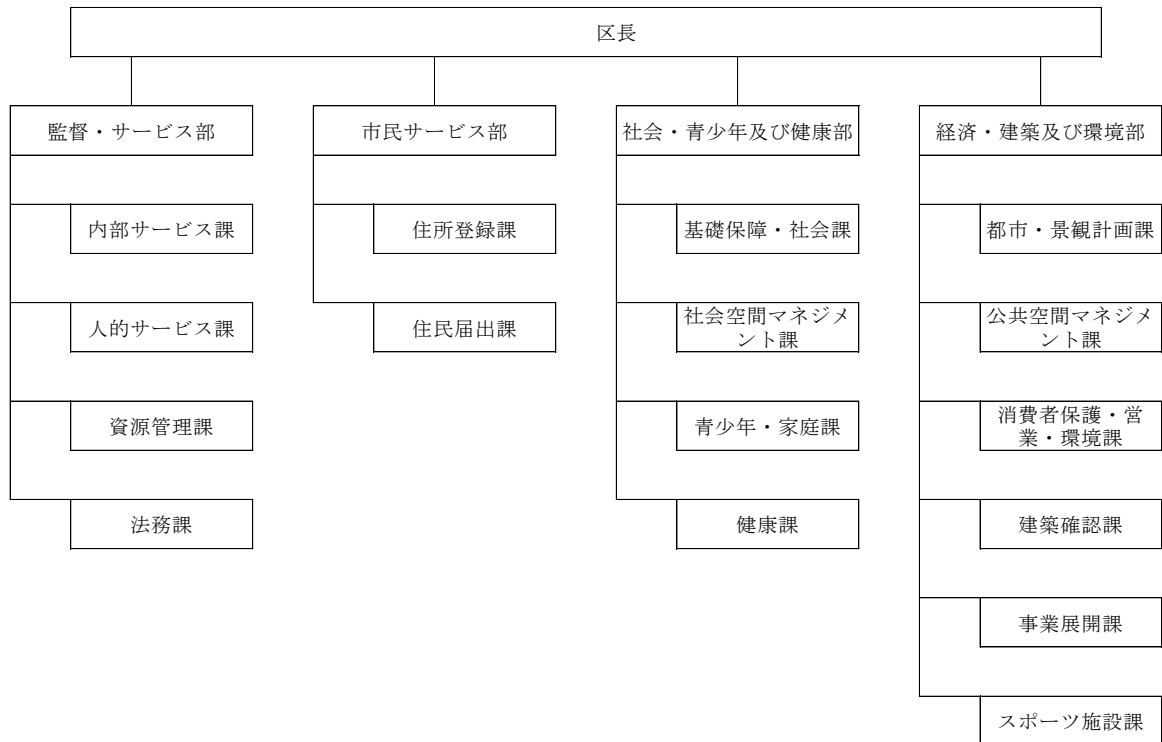 区長
監督・サービス部
市民サービス部
社会・青少年及び健康部
経済・建築及び環境部
内部サービス課
住所登録課
基礎保障・社会課
都市・景観計画課
人的サービス課
住民届出課
社会空間マネジメ
ント課
公共空間マネジメ
ント課
資源管理課
青少年・家庭課
消費者保護・営
業・環境課
法務課
健康課
建築確認課
事業展開課
スポーツ施設課